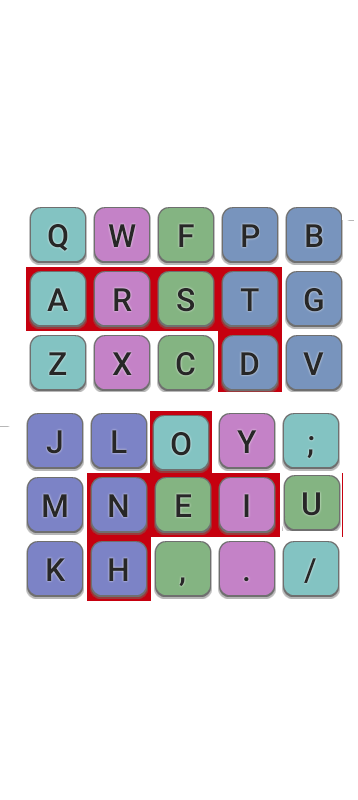 Q W F P B
A R S T G
Z X C D V
J L O Y ;
M N E I U
K H , . /